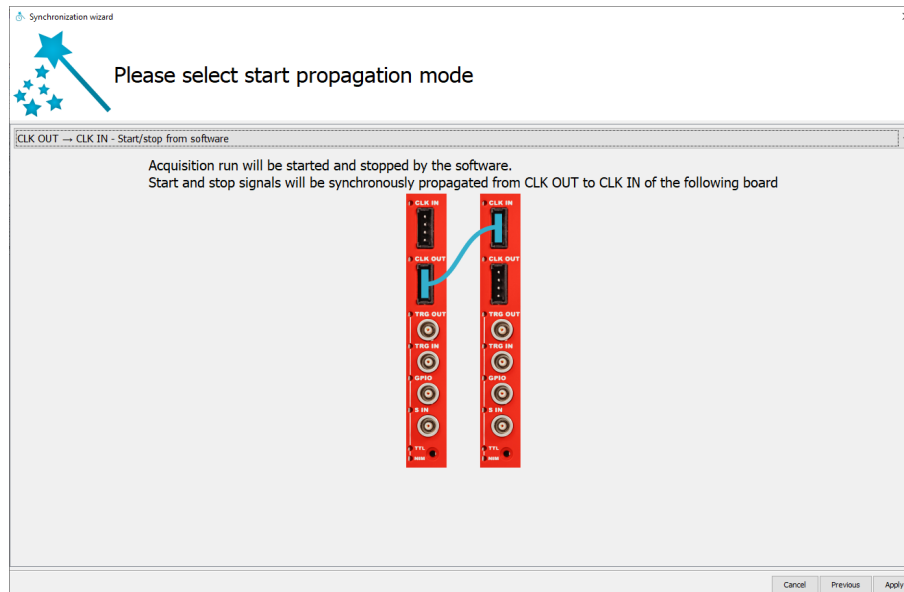 Synchronization wizard
Please select start propagation mode
CLK OUT → CLK IN - Start/stop from software
Acquisition run will be started and stopped by the software.
Start and stop signals will be synchronously propagated from CLK OUT to CLK IN of the following board
CLK IN
CLK OUT
TRG OUT
TRG IN
GPIO
S IN
TTL
NIM
CLK IN
CLK OUT
TRG OUT
TRG IN
GPIO
S IN
TTL
NIM
Cancel
Previous
Apply